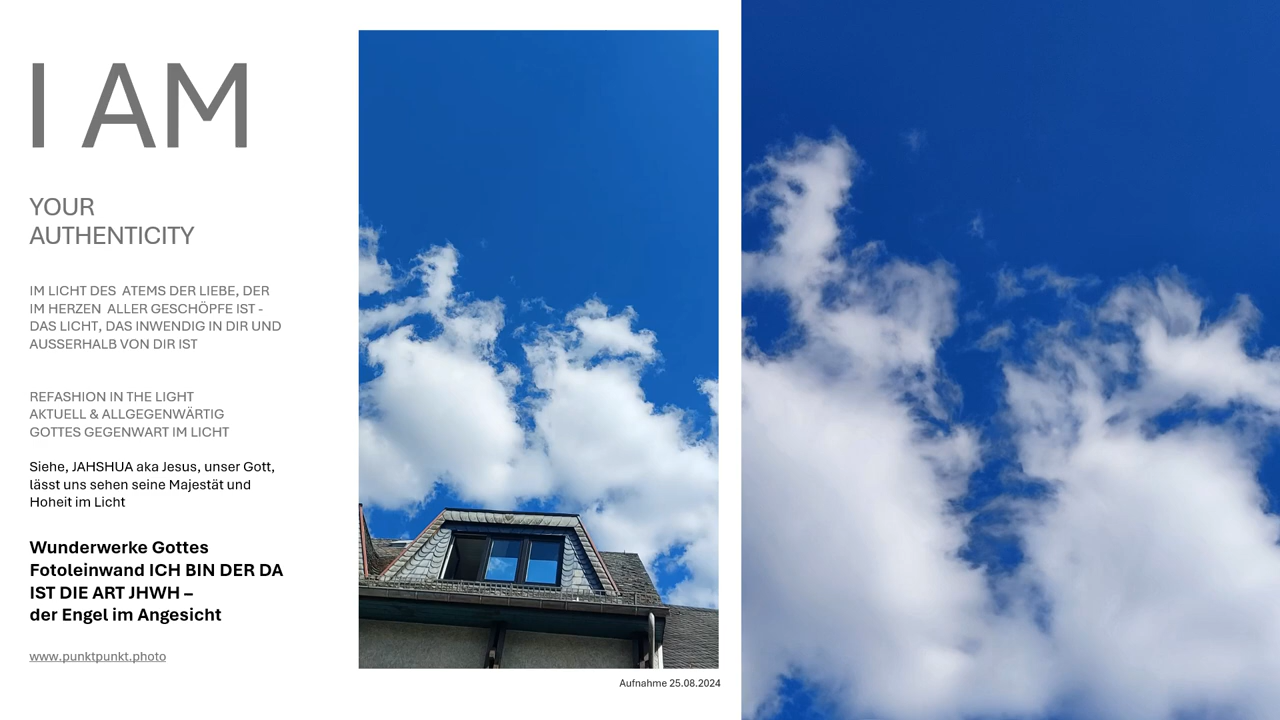 I AM
YOUR
AUTHENTICITY
IM LICHT DES  ATEMS DER LIEBE, DER
IM HERZEN  ALLER GESCHÖPFE IST -
DAS LICHT, DAS INWENDIG IN DIR UND
AUSSERHALB VON DIR IST
REFASHION IN THE LIGHT
AKTUELL & ALLGEGENWÄRTIG
GOTTES GEGENWART IM LICHT
Siehe, JAHSHUA aka Jesus, unser Gott,
lässt uns sehen seine Majestät und
Hoheit im Licht
Wunderwerke Gottes
Fotoleinwand ICH BIN DER DA
IST DIE ART JHWH –
der Engel im Angesicht
www.punktpunkt.photo
Aufnahme 25.08.2024